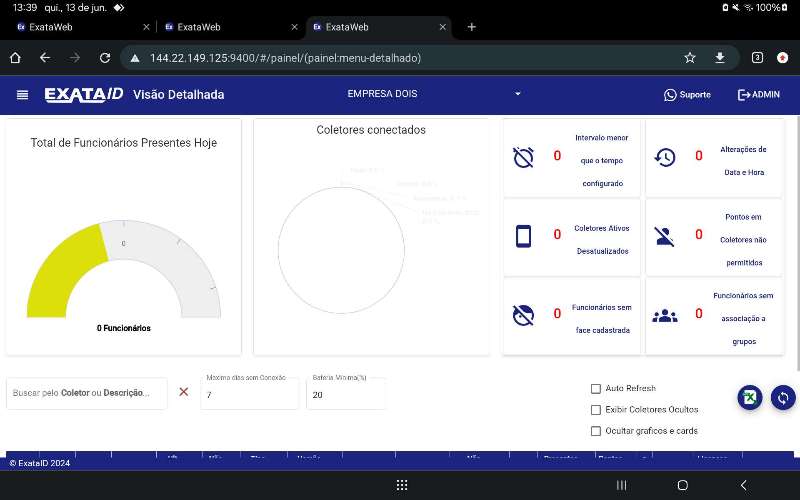 13:39 qui., 13 de jun.
100%
ExataWeb
ExataWeb
ExataWeb
144.22.149.125:9400/#/painel/(painel:menu-detalhado)
3
EXATAID Visão Detalhada
EMPRESA DOIS
Suporte
ADMIN
Total de Funcionários Presentes Hoje
0
0 Funcionários
Coletores conectados
0
Intervalo menor
que o tempo
configurado
0
Alterações de
Data e Hora
0
Coletores Ativos
Desatualizados
0
Pontos em
Coletores não
permitidos
0
Funcionários sem
face cadastrada
0
Funcionários sem
associação a
grupos
Buscar pelo Coletor ou Descrição...
Máximo dias sem Conexão
7
Bateria Mínima(%)
20
Auto Refresh
Exibir Coletores Ocultos
Ocultar graficos e cards
© ExataID 2024